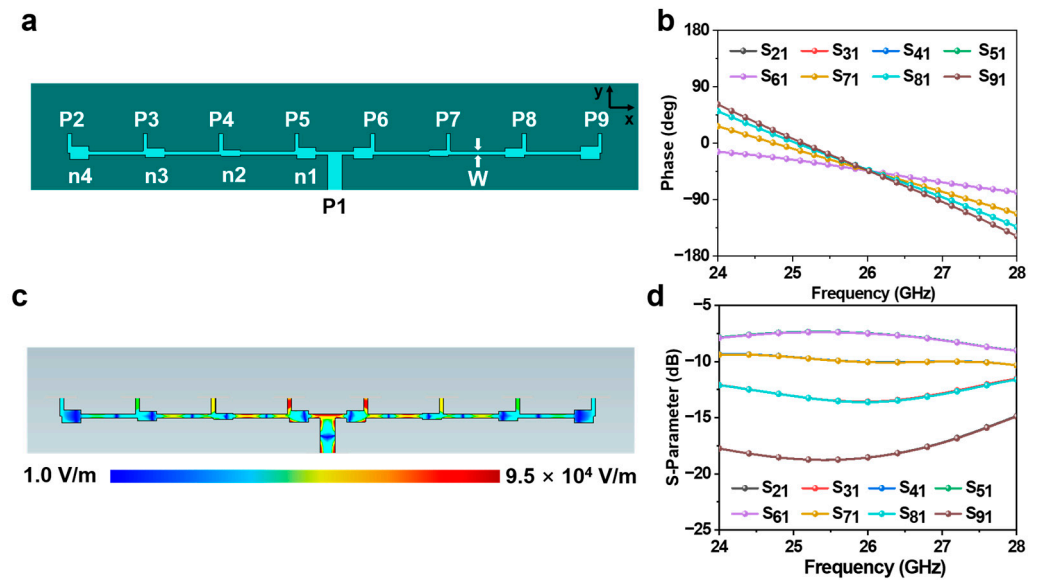 a
P2 P3 P4 P5 P6 P7 P8 P9
y
x
n4 n3 n2 n1 W
P1
b
180
90
0
−90
−180
Phase (deg)
S21 S31 S41 S51
S61 S71 S81 S91
24 25 26 27 28
Frequency (GHz)
c
1.0 V/m 9.5 × 10⁴ V/m
d
−5
−10
−15
−20
−25
S-Parameter (dB)
S21 S31 S41 S51
S61 S71 S81 S91
24 25 26 27 28
Frequency (GHz)